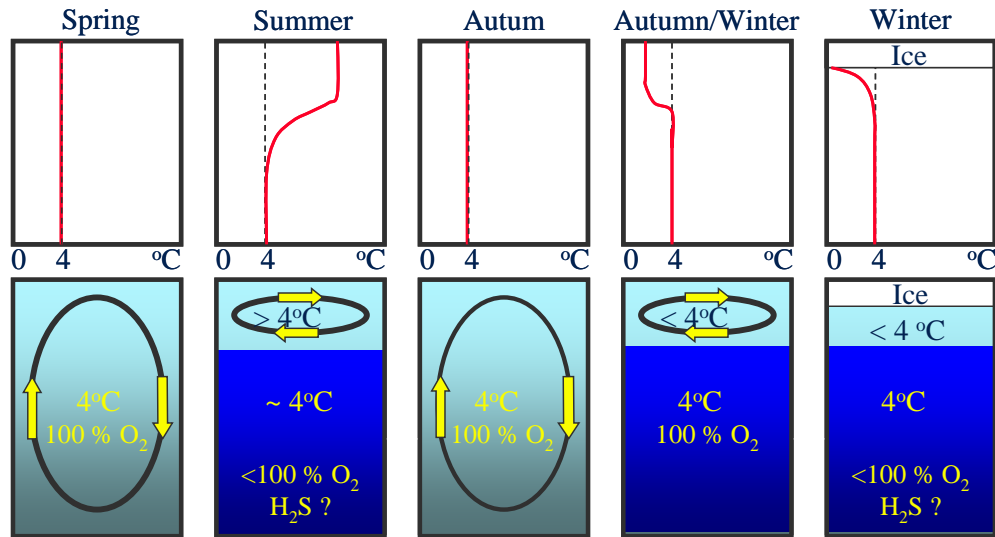 Spring
Summer
Autum
Autumn/Winter
Winter
Ice
0 4 ºC
0 4 ºC
0 4 ºC
0 4 ºC
0 4 ºC
4ºC
100 % O₂
> 4ºC
~ 4ºC
<100 % O₂
H₂S ?
4ºC
100 % O₂
< 4ºC
4ºC
100 % O₂
Ice
< 4 ºC
4ºC
<100 % O₂
H₂S ?